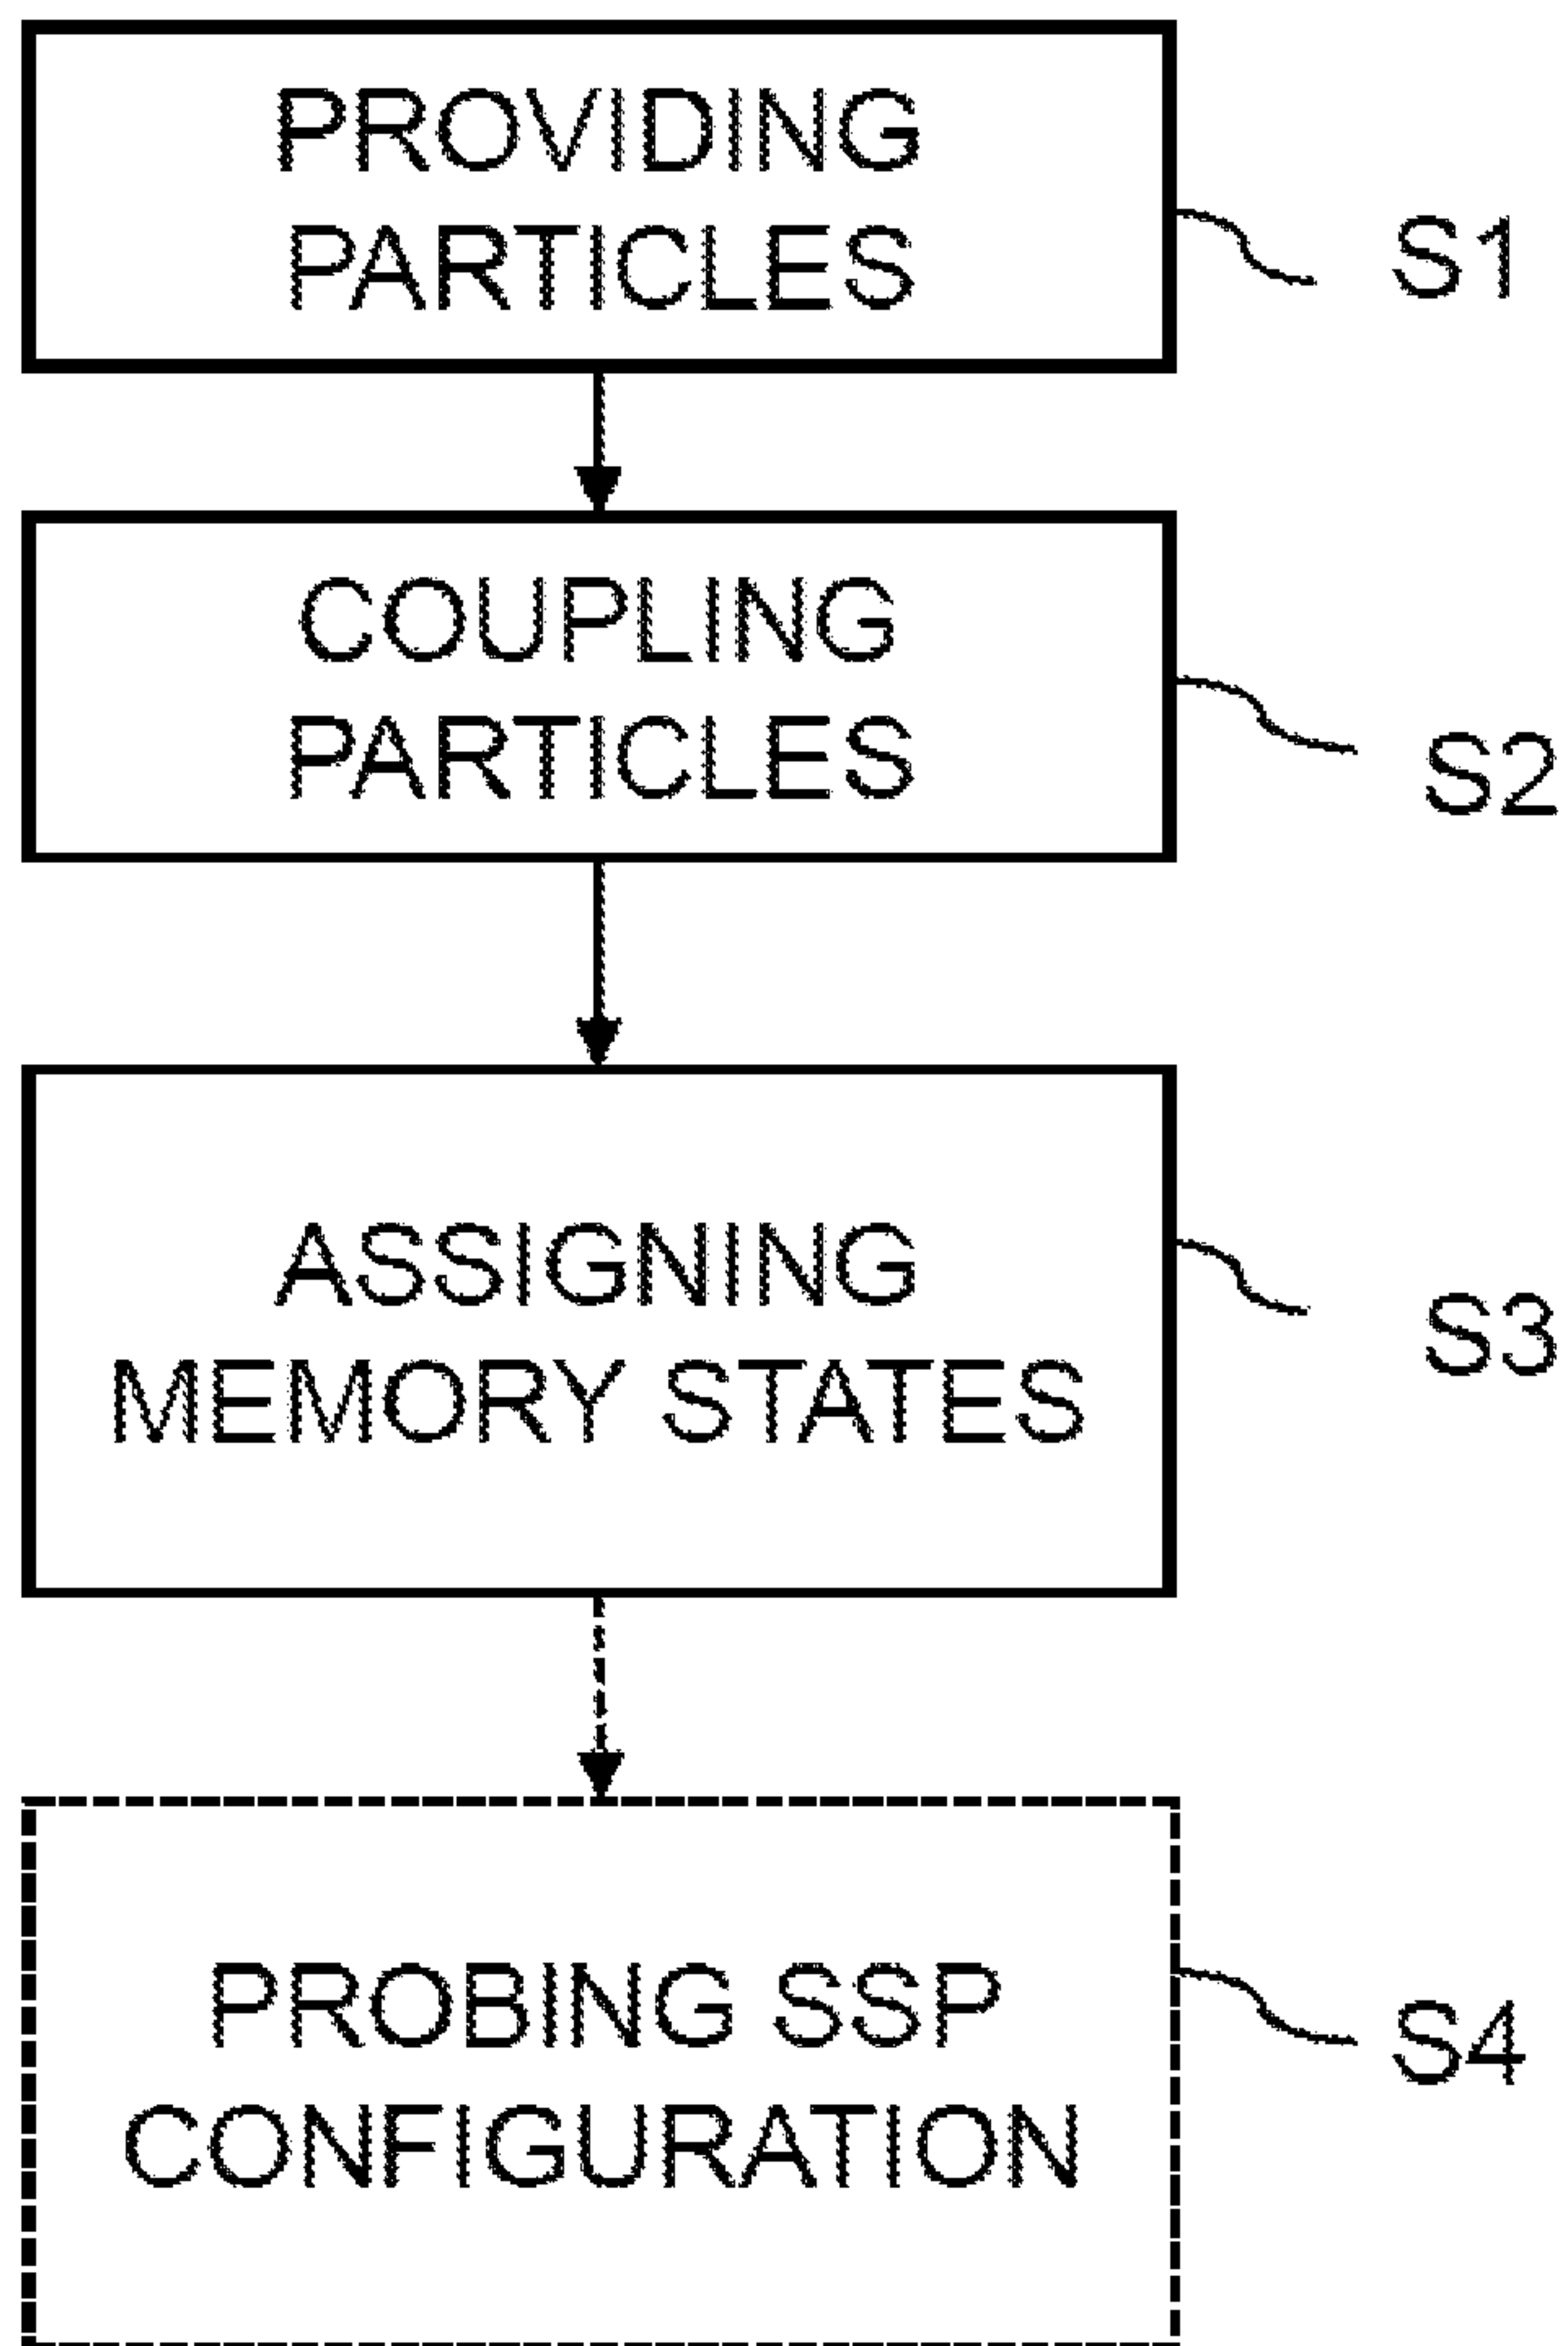 PROVIDING
PARTICLES
S1
COUPLING
PARTICLES
S2
ASSIGNING
MEMORY STATES
S3
PROBING SSP
CONFIGURATION
S4